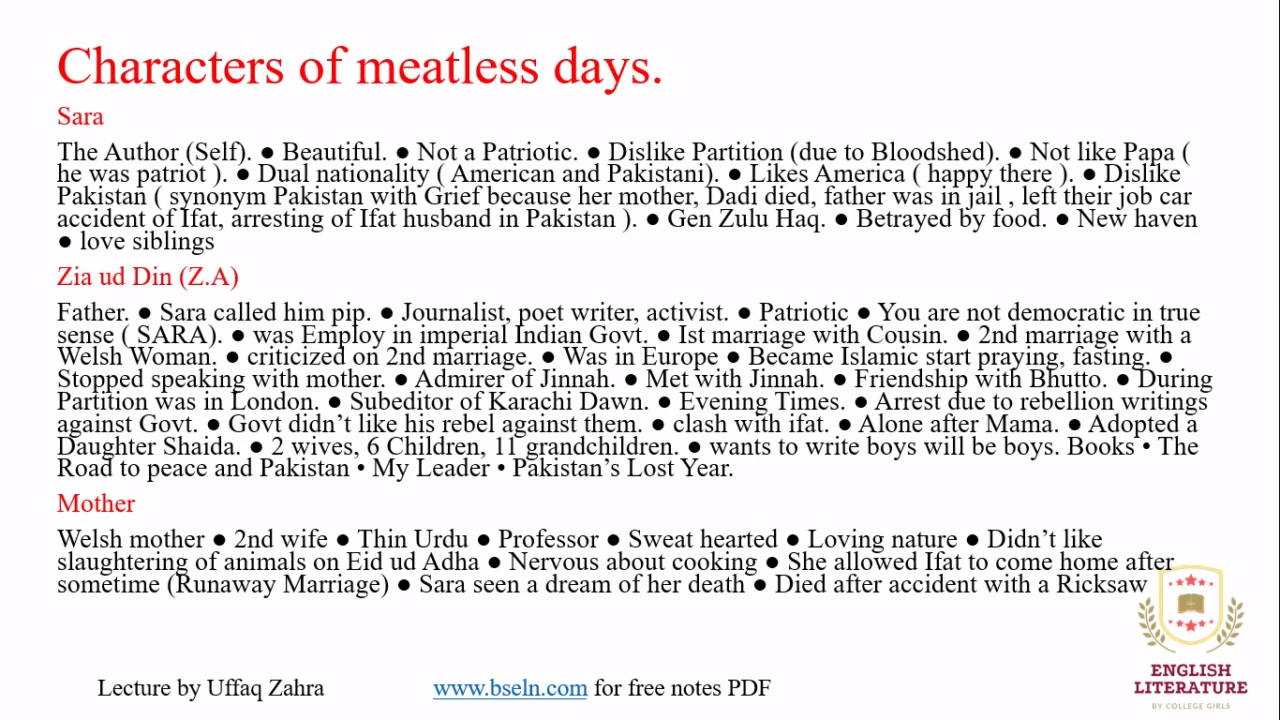 Characters of meatless days.
Sara
The Author (Self). ● Beautiful. ● Not a Patriotic. ● Dislike Partition (due to Bloodshed). ● Not like Papa (
he was patriot ). ● Dual nationality ( American and Pakistani). ● Likes America ( happy there ). ● Dislike
Pakistan ( synonym Pakistan with Grief because her mother, Dadi died, father was in jail , left their job car
accident of Ifat, arresting of Ifat husband in Pakistan ). ● Gen Zulu Haq. ● Betrayed by food. ● New haven
● love siblings
Zia ud Din (Z.A)
Father. ● Sara called him pip. ● Journalist, poet writer, activist. ● Patriotic ● You are not democratic in true
sense ( SARA). ● was Employ in imperial Indian Govt. ● Ist marriage with Cousin. ● 2nd marriage with a
Welsh Woman. ● criticized on 2nd marriage. ● Was in Europe ● Became Islamic start praying, fasting. ●
Stopped speaking with mother. ● Admirer of Jinnah. ● Met with Jinnah. ● Friendship with Bhutto. ● During
Partition was in London. ● Subeditor of Karachi Dawn. ● Evening Times. ● Arrest due to rebellion writings
against Govt. ● Govt didn’t like his rebel against them. ● clash with ifat. ● Alone after Mama. ● Adopted a
Daughter Shaida. ● 2 wives, 6 Children, 11 grandchildren. ● wants to write boys will be boys. Books • The
Road to peace and Pakistan • My Leader • Pakistan’s Lost Year.
Mother
Welsh mother ● 2nd wife ● Thin Urdu ● Professor ● Sweat hearted ● Loving nature ● Didn’t like
slaughtering of animals on Eid ud Adha ● Nervous about cooking ● She allowed Ifat to come home after
sometime (Runaway Marriage) ● Sara seen a dream of her death ● Died after accident with a Ricksaw
Lecture by Uffaq Zahra
www.bseln.com for free notes PDF
ENGLISH
LITERATURE
BY COLLEGE GIRLS